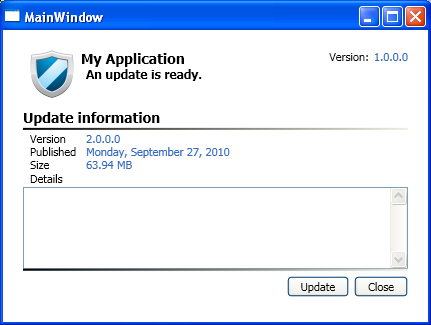 MainWindow
My Application
An update is ready.
Version: 1.0.0.0
Update information
Version 2.0.0.0
Published Monday, September 27, 2010
Size 63.94 MB
Details
Update Close